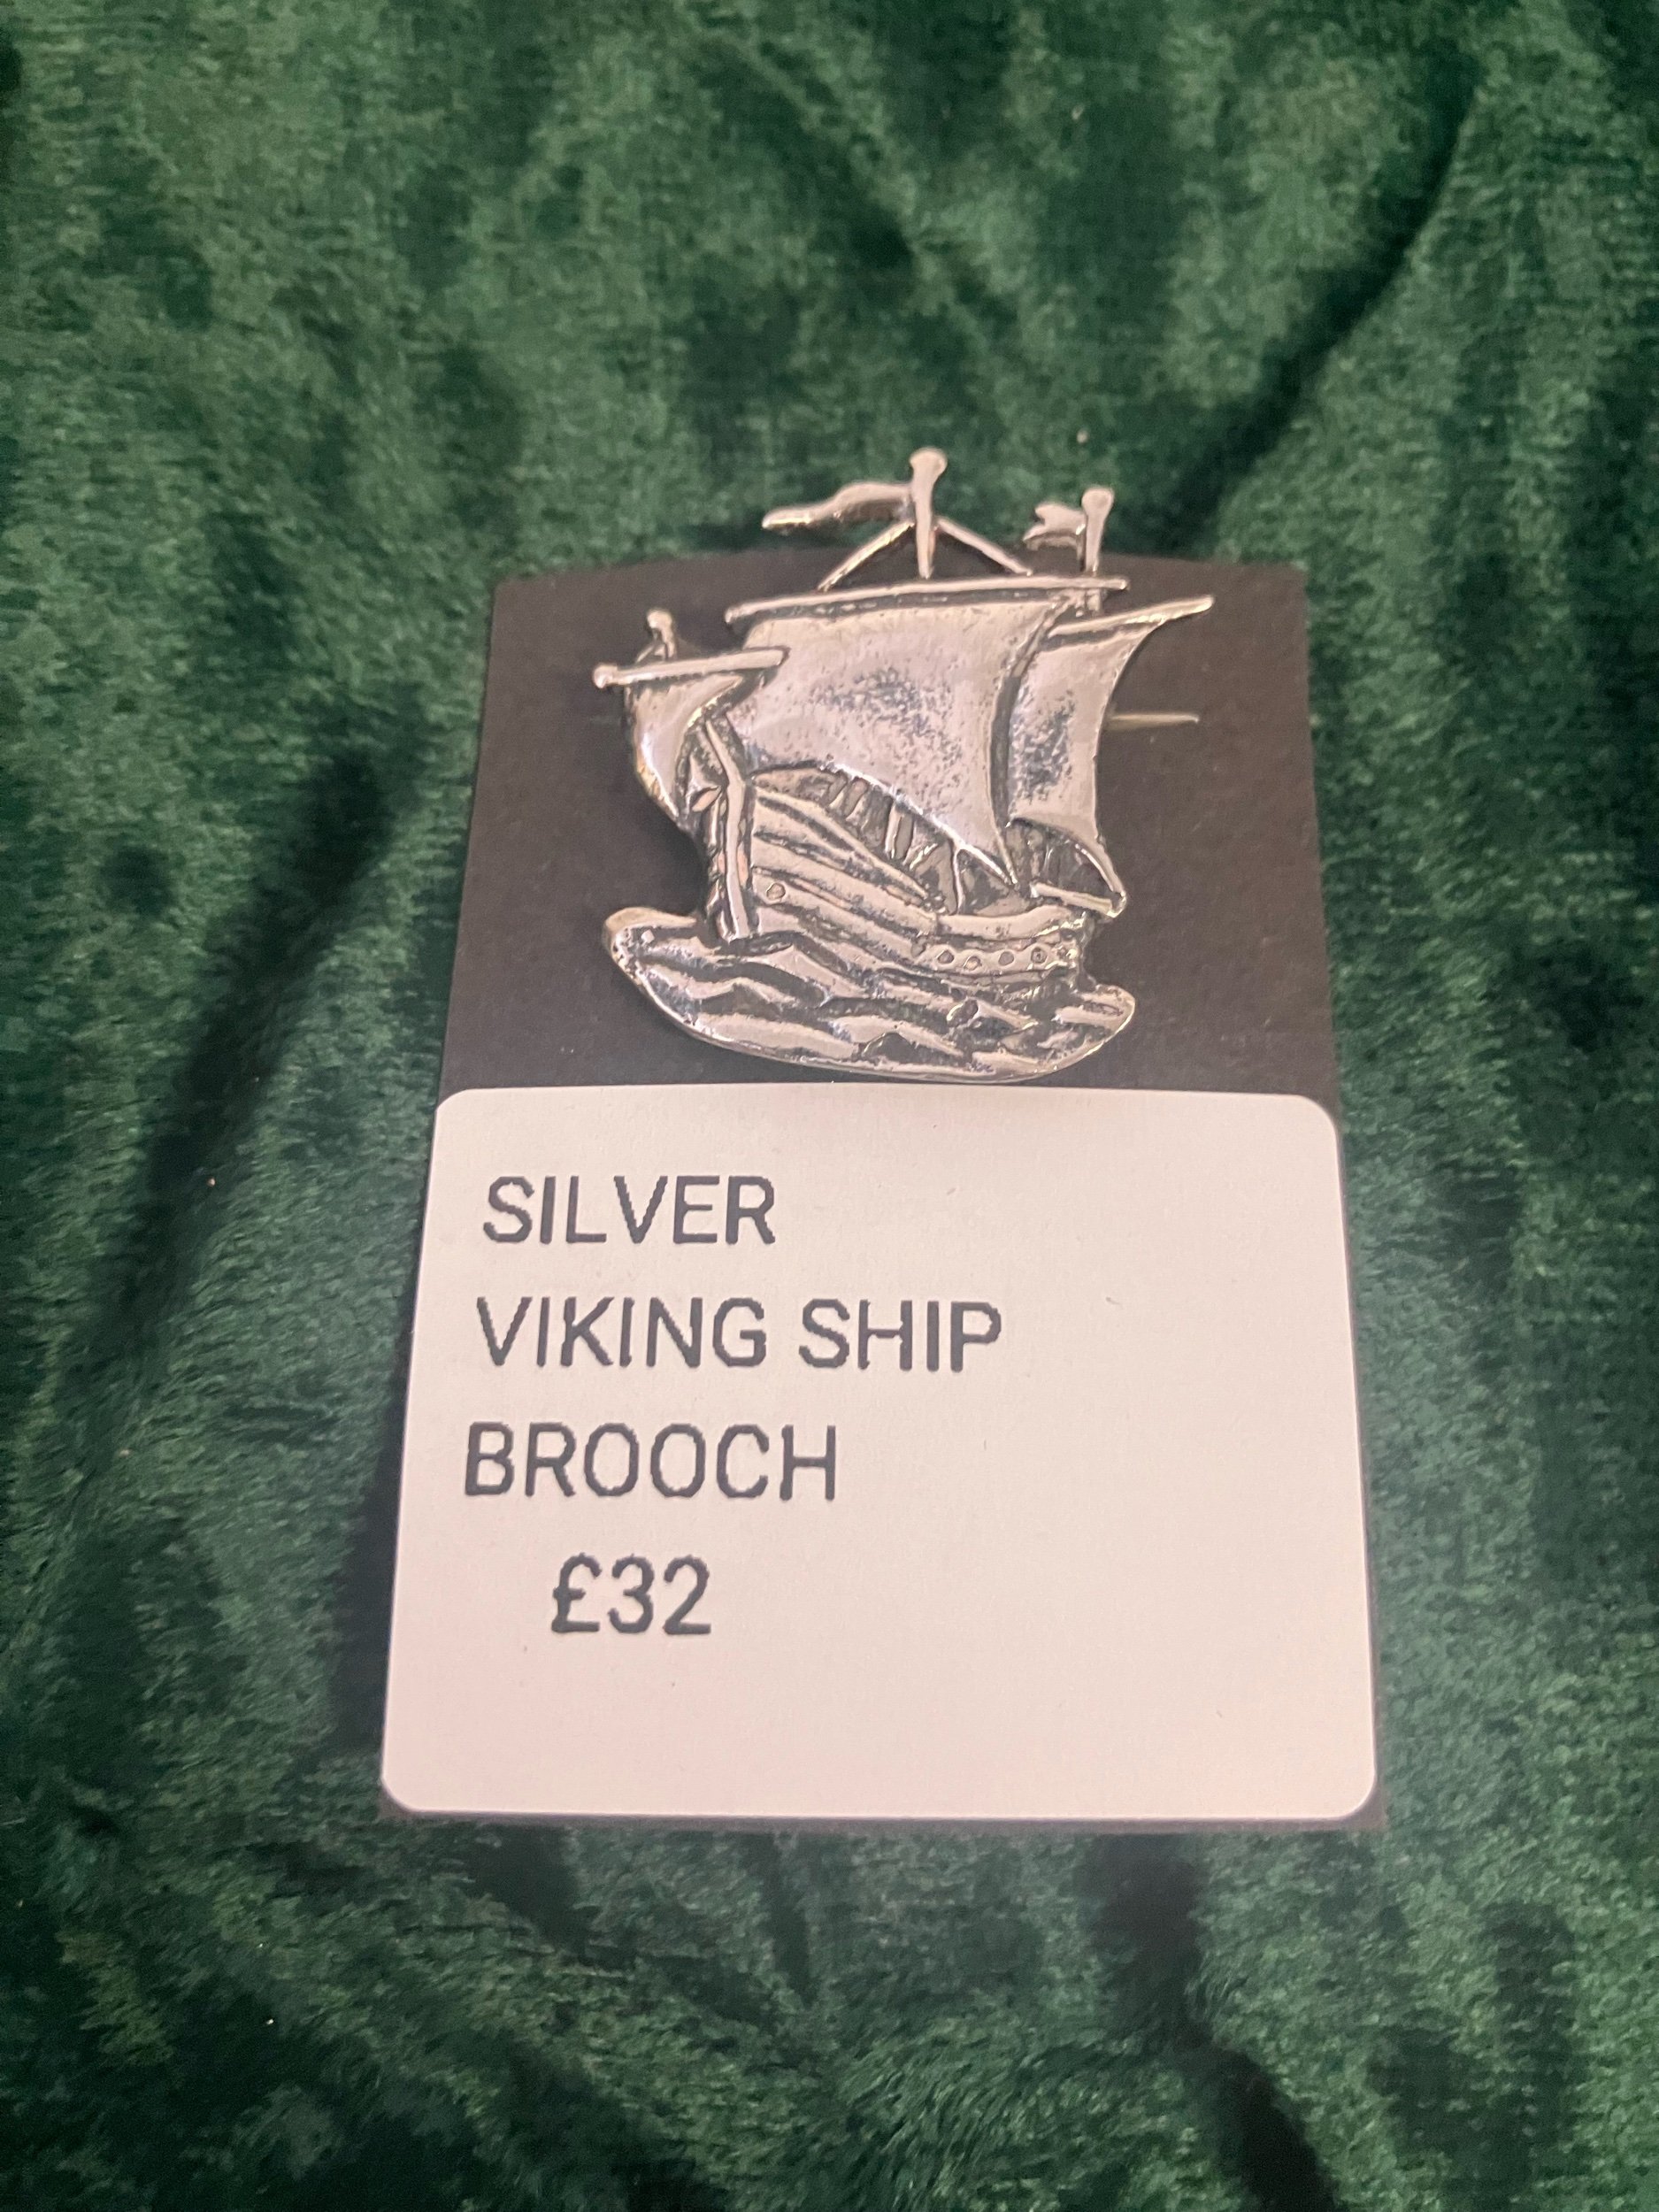 SILVER
VIKING SHIP
BROOCH
£32